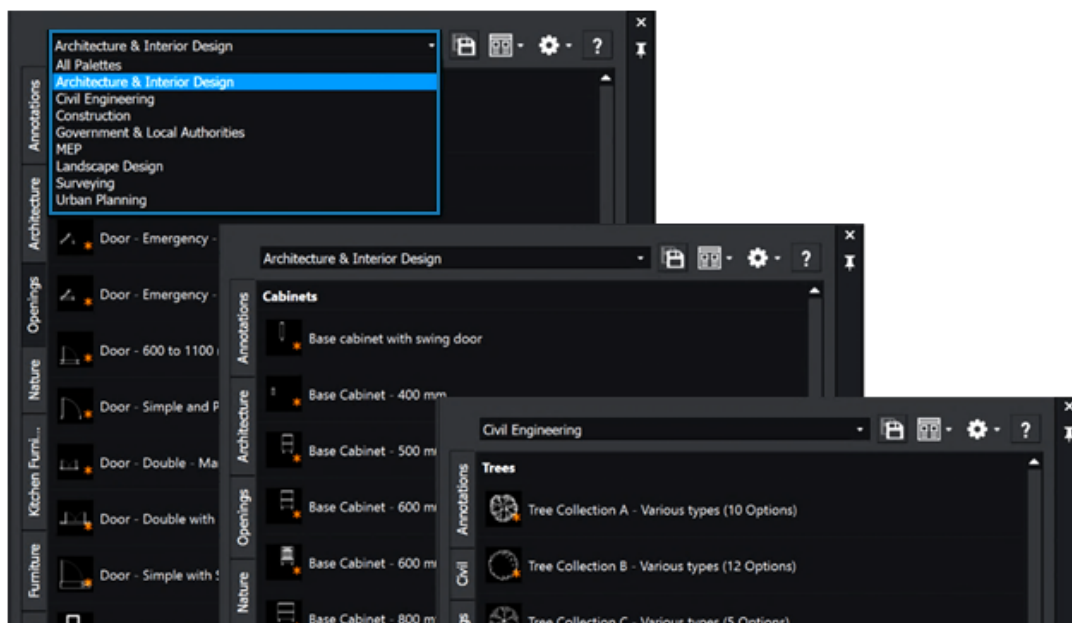 Architecture & Interior Design
?
All Palettes
Architecture & Interior Design
Civil Engineering
Construction
Government & Local Authorities
MEP
Landscape Design
Surveying
Urban Planning
Annotations
Architecture
Openings
Nature
Kitchen Furni...
Furniture
Door - Emergency -
Door - Emergency -
Door - 600 to 1100
Door - Simple and P
Door - Double - Ma
Door - Double with
Door - Simple with S
Architecture & Interior Design
?
Annotations
Architecture
Openings
Nature
Cabinets
Base cabinet with swing door
Base Cabinet - 400 mm
Base Cabinet - 500 m
Base Cabinet - 600 m
Base Cabinet - 600 m
Base Cabinet - 800 m
Civil Engineering
?
Annotations
Civil
Trees
Tree Collection A - Various types (10 Options)
Tree Collection B - Various types (12 Options)
Tree Collection C - Various types (5 Options)